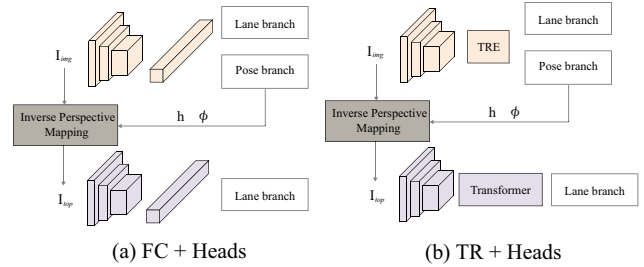 Lane branch
I_img
Pose branch
h ϕ
Inverse Perspective
Mapping
I_top
Lane branch
(a) FC + Heads
Lane branch
I_img
TRE
Pose branch
h ϕ
Inverse Perspective
Mapping
I_top
Transformer
Lane branch
(b) TR + Heads